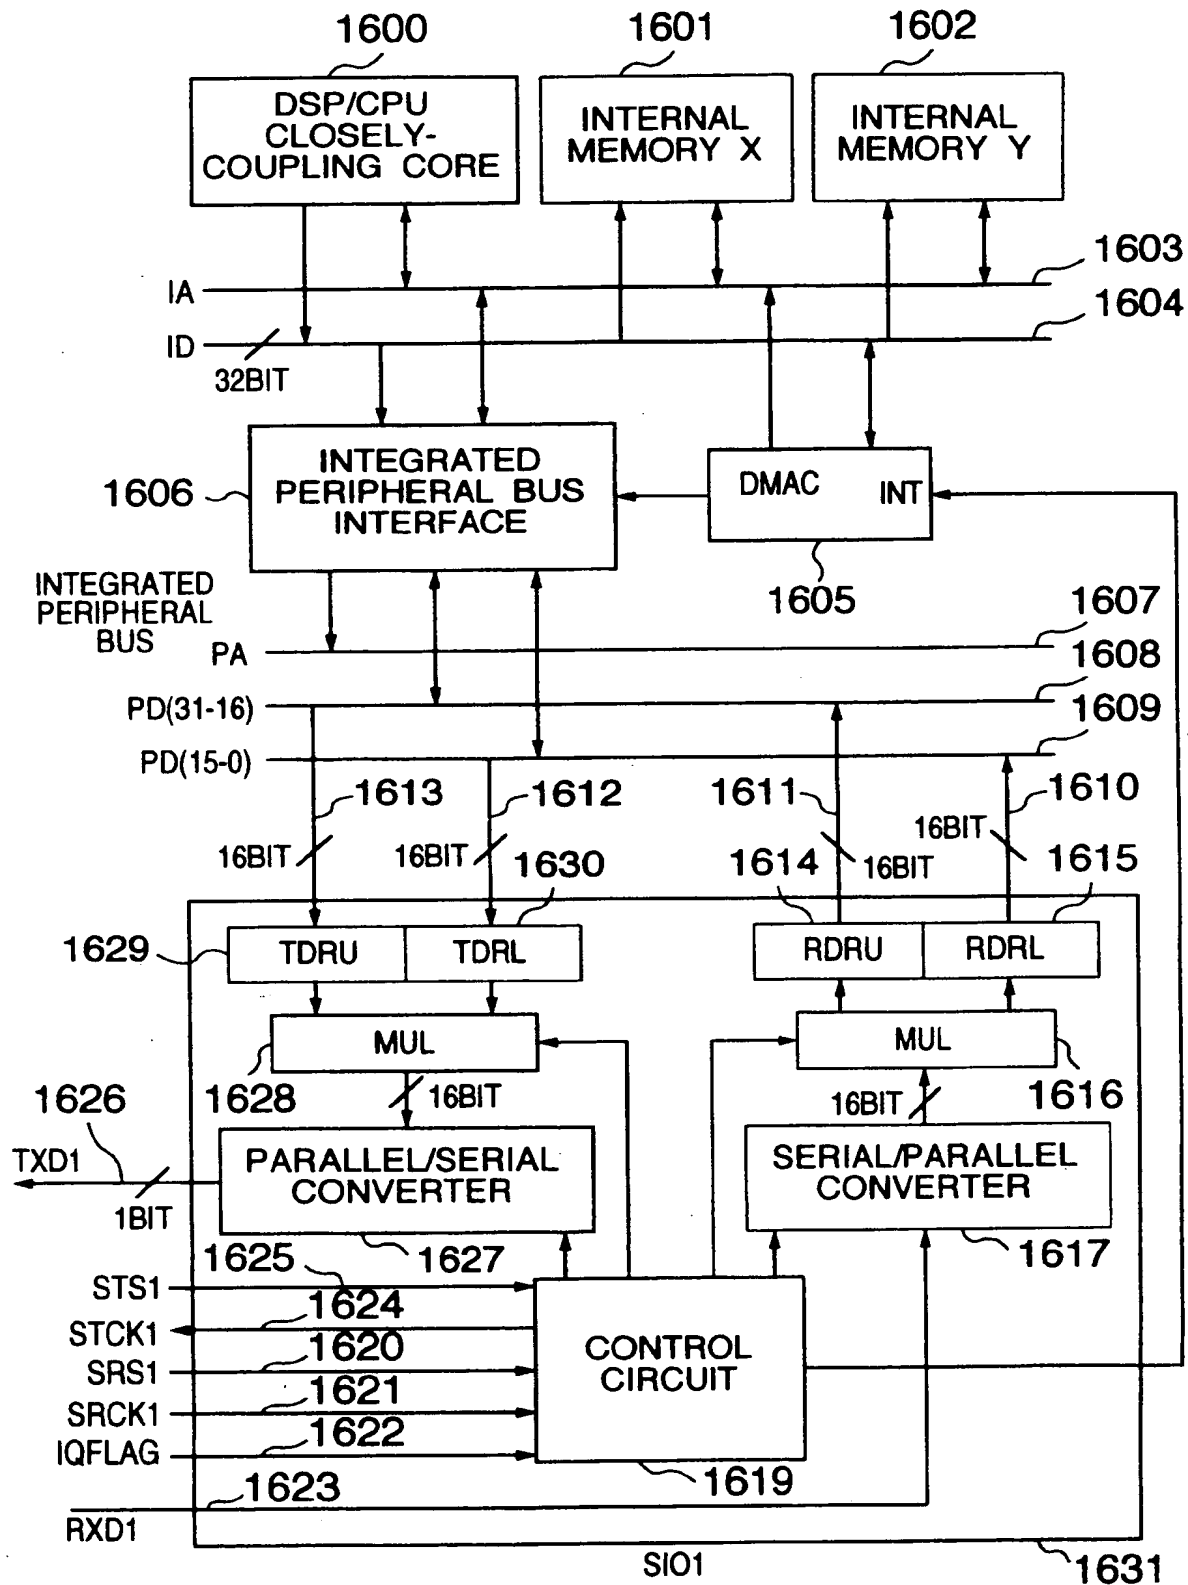 1600
1601
1602
DSP/CPU
CLOSELY-
COUPLING CORE
INTERNAL
MEMORY X
INTERNAL
MEMORY Y
1603
IA
1604
ID
32BIT
INTEGRATED
PERIPHERAL BUS
INTERFACE
1606
DMAC
INT
1605
INTEGRATED
PERIPHERAL
BUS
1607
PA
1608
PD(31-16)
1609
PD(15-0)
1613
1612
1611
1610
16BIT
16BIT
16BIT
16BIT
1630
1614
1615
1629
TDRU
TDRL
RDRU
RDRL
MUL
MUL
1628
16BIT
16BIT
1616
1626
TXD1
1BIT
PARALLEL/SERIAL
CONVERTER
SERIAL/PARALLEL
CONVERTER
1625
1627
1617
STS1
1624
STCK1
1620
SRS1
1621
SRCK1
1622
IQFLAG
CONTROL
CIRCUIT
1619
1623
RXD1
SIO1
1631